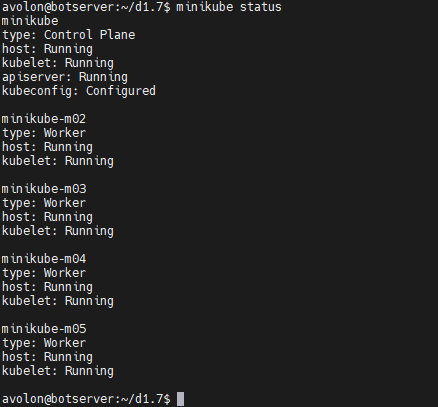 avolon@botserver:~/d1.7$ minikube status
minikube
type: Control Plane
host: Running
kubelet: Running
apiserver: Running
kubeconfig: Configured

minikube-m02
type: Worker
host: Running
kubelet: Running

minikube-m03
type: Worker
host: Running
kubelet: Running

minikube-m04
type: Worker
host: Running
kubelet: Running

minikube-m05
type: Worker
host: Running
kubelet: Running

avolon@botserver:~/d1.7$